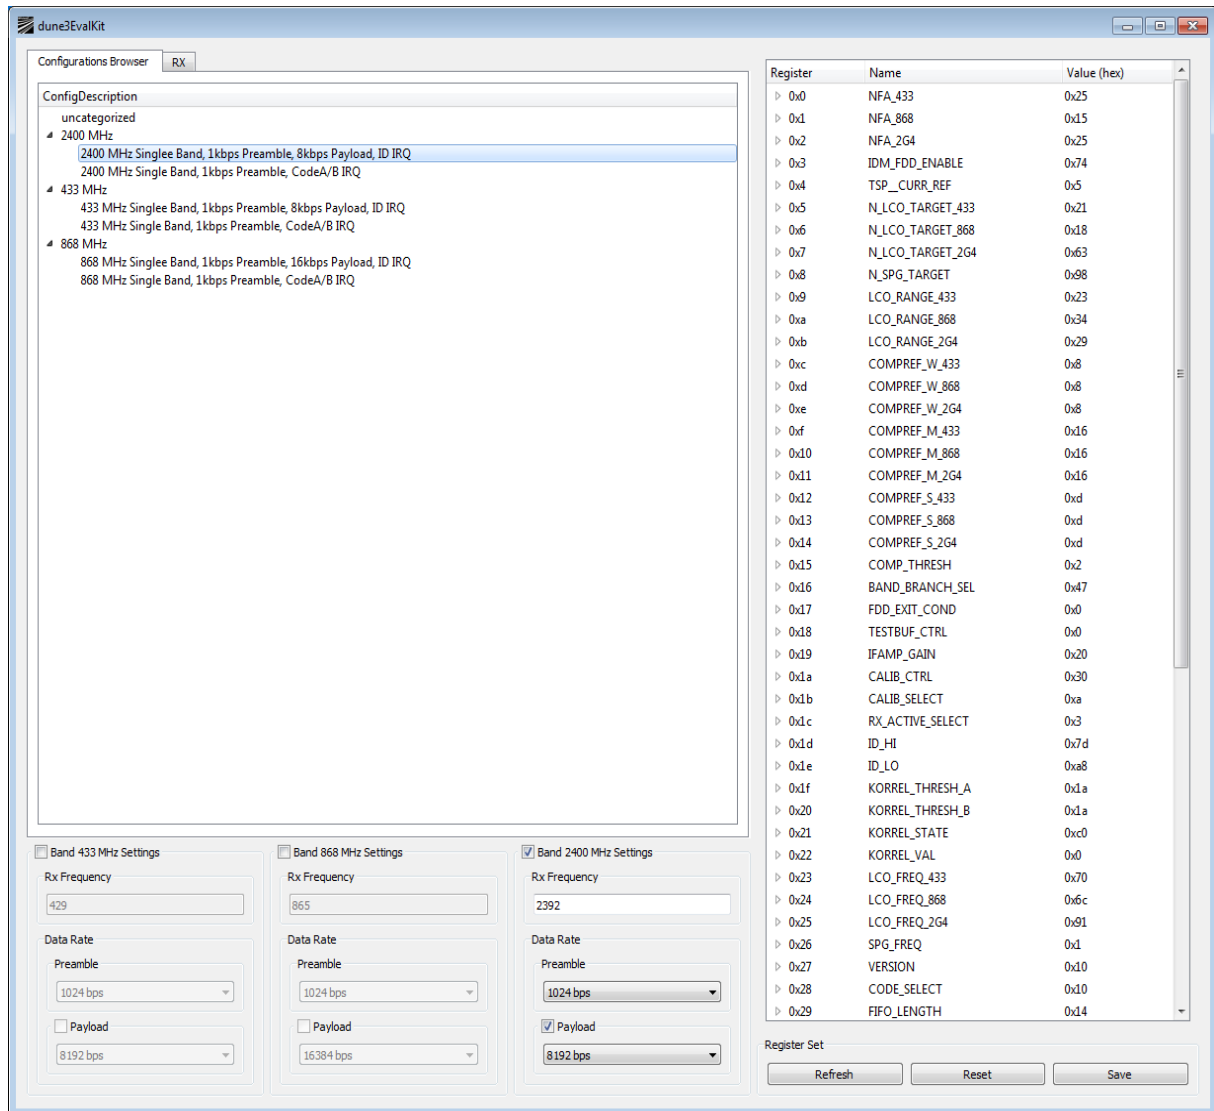 dune3EvalKit
Configurations Browser RX
ConfigDescription
uncategorized
2400 MHz
2400 MHz Singlee Band, 1kbps Preamble, 8kbps Payload, ID IRQ
2400 MHz Single Band, 1kbps Preamble, CodeA/B IRQ
433 MHz
433 MHz Singlee Band, 1kbps Preamble, 8kbps Payload, ID IRQ
433 MHz Single Band, 1kbps Preamble, CodeA/B IRQ
868 MHz
868 MHz Singlee Band, 1kbps Preamble, 16kbps Payload, ID IRQ
868 MHz Single Band, 1kbps Preamble, CodeA/B IRQ
Band 433 MHz Settings
Rx Frequency
429
Data Rate
Preamble
1024 bps
Payload
8192 bps
Band 868 MHz Settings
Rx Frequency
865
Data Rate
Preamble
1024 bps
Payload
16384 bps
Band 2400 MHz Settings
Rx Frequency
2392
Data Rate
Preamble
1024 bps
Payload
8192 bps
Register Name Value (hex)
0x0 NFA_433 0x25
0x1 NFA_868 0x15
0x2 NFA_2G4 0x25
0x3 IDM_FDD_ENABLE 0x74
0x4 TSP__CURR_REF 0x5
0x5 N_LCO_TARGET_433 0x21
0x6 N_LCO_TARGET_868 0x18
0x7 N_LCO_TARGET_2G4 0x63
0x8 N_SPG_TARGET 0x98
0x9 LCO_RANGE_433 0x23
0xa LCO_RANGE_868 0x34
0xb LCO_RANGE_2G4 0x29
0xc COMPREF_W_433 0x8
0xd COMPREF_W_868 0x8
0xe COMPREF_W_2G4 0x8
0xf COMPREF_M_433 0x16
0x10 COMPREF_M_868 0x16
0x11 COMPREF_M_2G4 0x16
0x12 COMPREF_S_433 0xd
0x13 COMPREF_S_868 0xd
0x14 COMPREF_S_2G4 0xd
0x15 COMP_THRESH 0x2
0x16 BAND_BRANCH_SEL 0x47
0x17 FDD_EXIT_COND 0x0
0x18 TESTBUF_CTRL 0x0
0x19 IFAMP_GAIN 0x20
0x1a CALIB_CTRL 0x30
0x1b CALIB_SELECT 0xa
0x1c RX_ACTIVE_SELECT 0x3
0x1d ID_HI 0x7d
0x1e ID_LO 0xa8
0x1f KORREL_THRESH_A 0x1a
0x20 KORREL_THRESH_B 0x1a
0x21 KORREL_STATE 0xc0
0x22 KORREL_VAL 0x0
0x23 LCO_FREQ_433 0x70
0x24 LCO_FREQ_868 0x6c
0x25 LCO_FREQ_2G4 0x91
0x26 SPG_FREQ 0x1
0x27 VERSION 0x10
0x28 CODE_SELECT 0x10
0x29 FIFO_LENGTH 0x14
Register Set
Refresh Reset Save